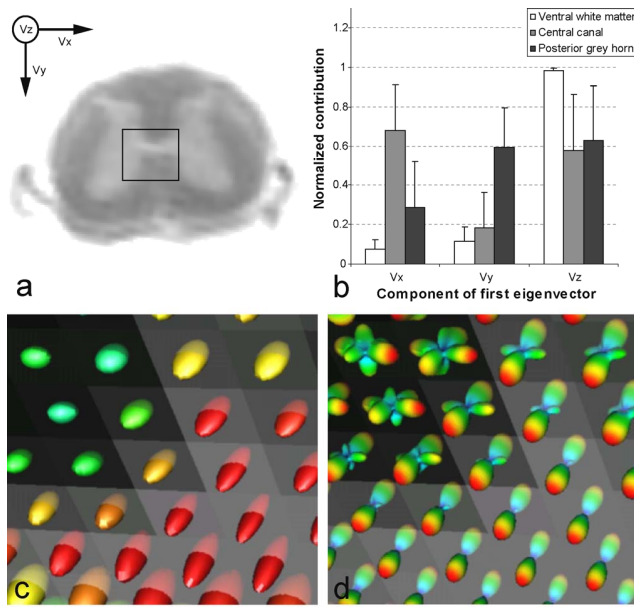 Vz
Vx
Vy
a
Normalized contribution
1.2
1
0.8
0.6
0.4
0.2
0
Ventral white matter
Central canal
Posterior grey horn
Vx
Vy
Vz
b
Component of first eigenvector
c
d